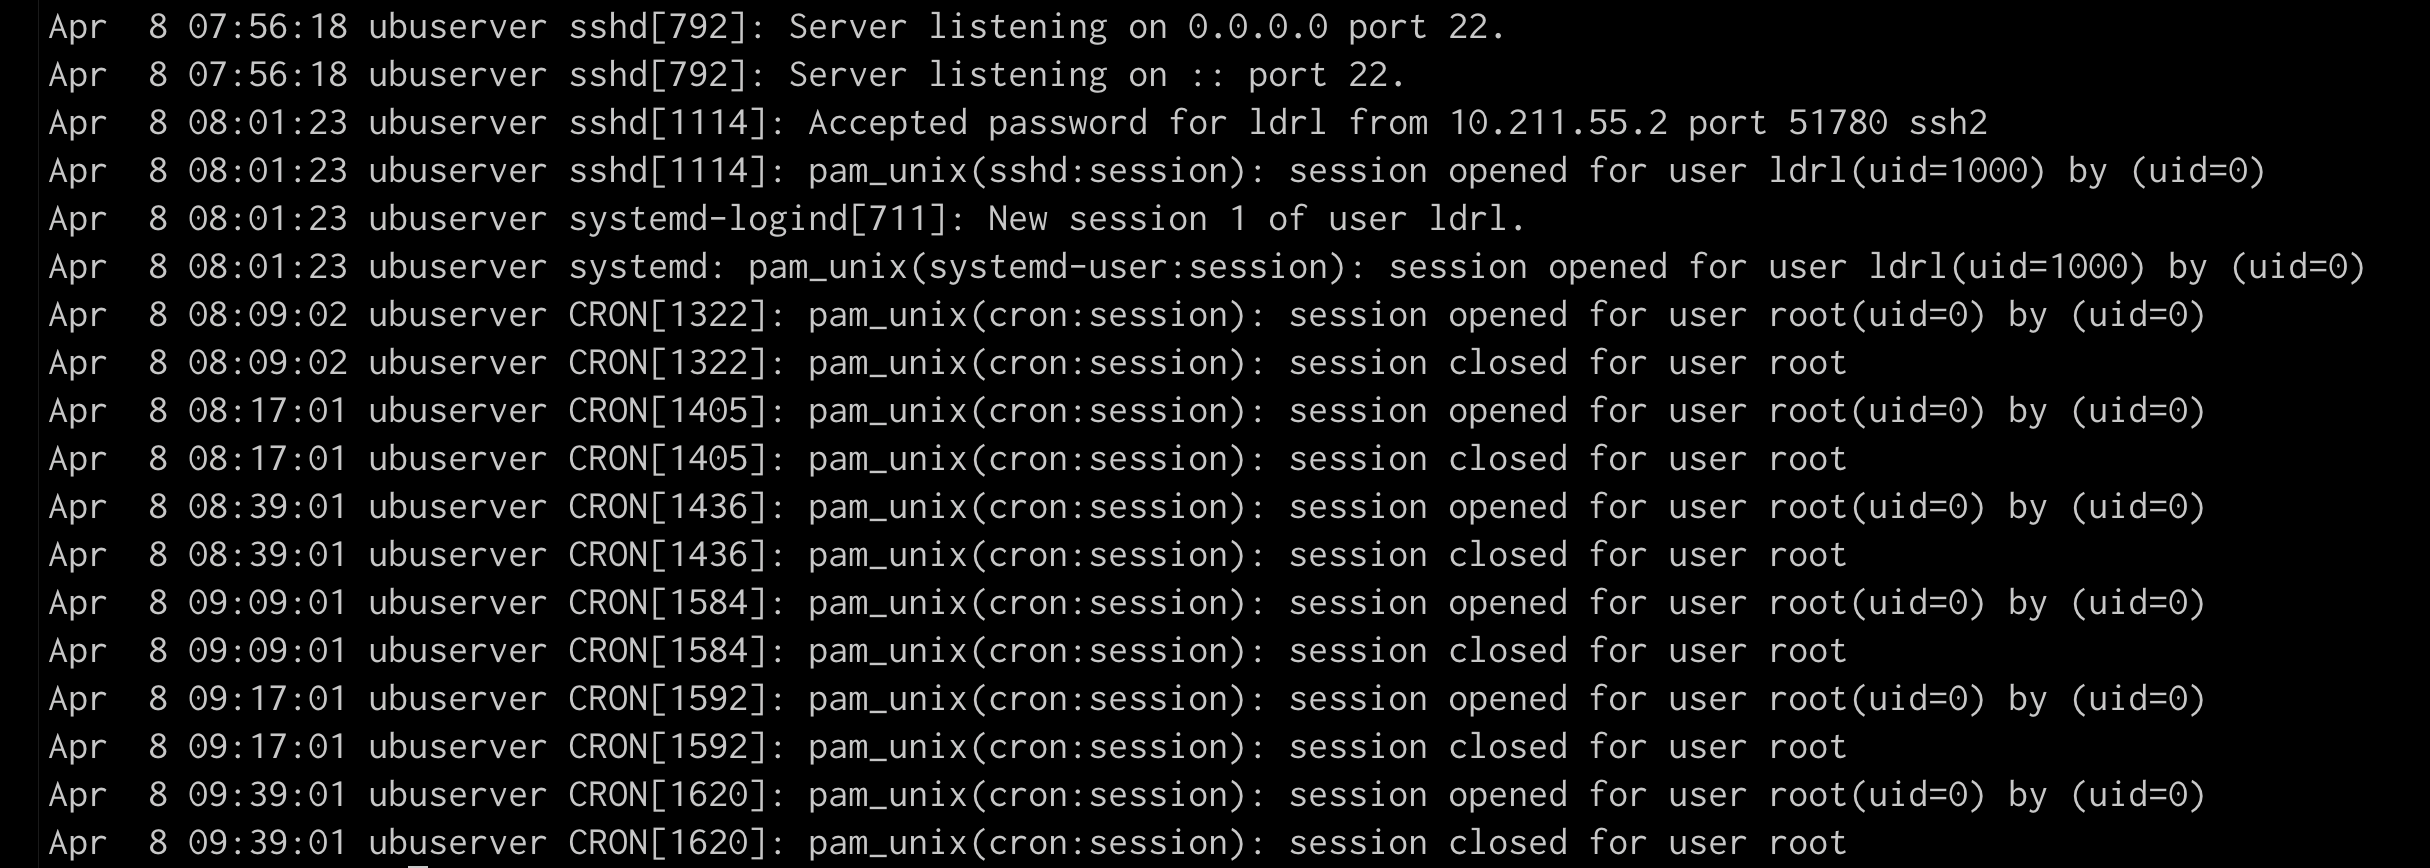 Apr  8 07:56:18 ubuserver sshd[792]: Server listening on 0.0.0.0 port 22.
Apr  8 07:56:18 ubuserver sshd[792]: Server listening on :: port 22.
Apr  8 08:01:23 ubuserver sshd[1114]: Accepted password for ldrl from 10.211.55.2 port 51780 ssh2
Apr  8 08:01:23 ubuserver sshd[1114]: pam_unix(sshd:session): session opened for user ldrl(uid=1000) by (uid=0)
Apr  8 08:01:23 ubuserver systemd-logind[711]: New session 1 of user ldrl.
Apr  8 08:01:23 ubuserver systemd: pam_unix(systemd-user:session): session opened for user ldrl(uid=1000) by (uid=0)
Apr  8 08:09:02 ubuserver CRON[1322]: pam_unix(cron:session): session opened for user root(uid=0) by (uid=0)
Apr  8 08:09:02 ubuserver CRON[1322]: pam_unix(cron:session): session closed for user root
Apr  8 08:17:01 ubuserver CRON[1405]: pam_unix(cron:session): session opened for user root(uid=0) by (uid=0)
Apr  8 08:17:01 ubuserver CRON[1405]: pam_unix(cron:session): session closed for user root
Apr  8 08:39:01 ubuserver CRON[1436]: pam_unix(cron:session): session opened for user root(uid=0) by (uid=0)
Apr  8 08:39:01 ubuserver CRON[1436]: pam_unix(cron:session): session closed for user root
Apr  8 09:09:01 ubuserver CRON[1584]: pam_unix(cron:session): session opened for user root(uid=0) by (uid=0)
Apr  8 09:09:01 ubuserver CRON[1584]: pam_unix(cron:session): session closed for user root
Apr  8 09:17:01 ubuserver CRON[1592]: pam_unix(cron:session): session opened for user root(uid=0) by (uid=0)
Apr  8 09:17:01 ubuserver CRON[1592]: pam_unix(cron:session): session closed for user root
Apr  8 09:39:01 ubuserver CRON[1620]: pam_unix(cron:session): session opened for user root(uid=0) by (uid=0)
Apr  8 09:39:01 ubuserver CRON[1620]: pam_unix(cron:session): session closed for user root